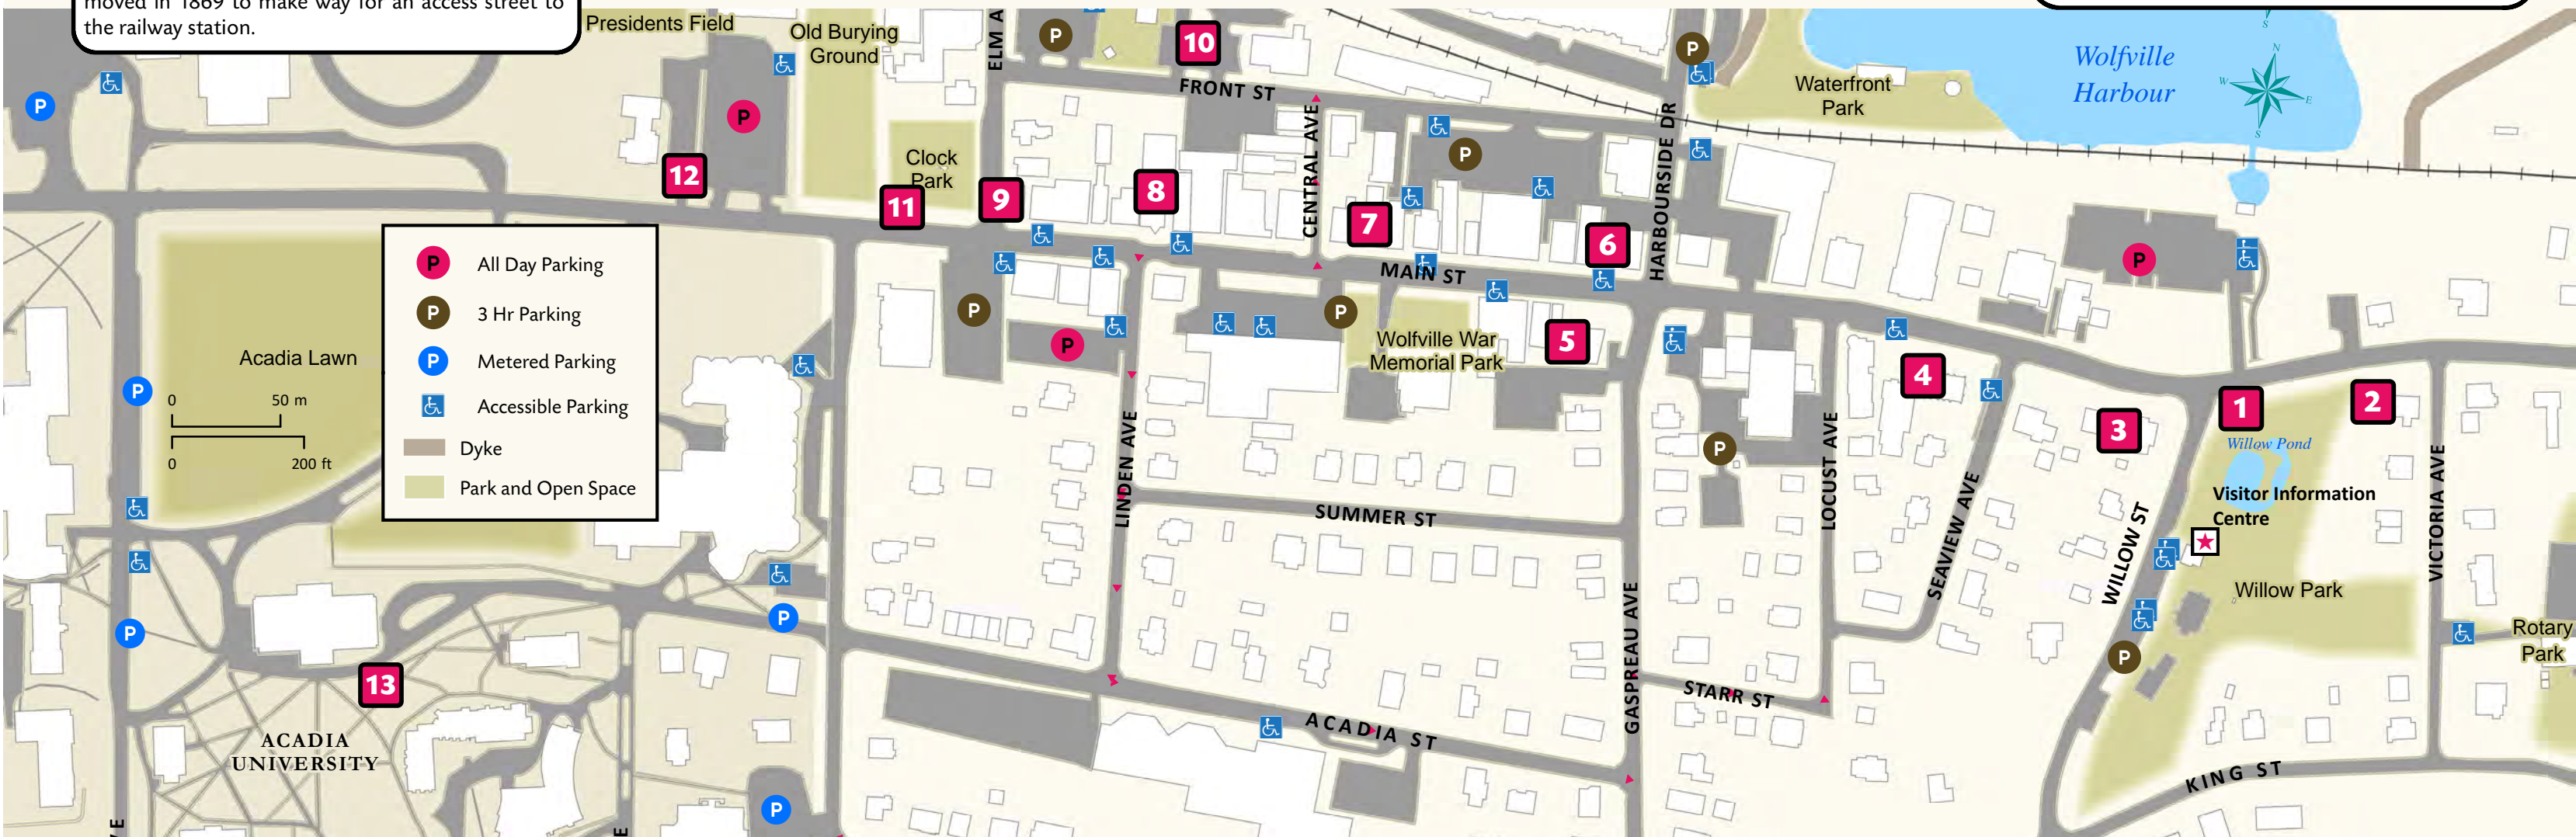 moved in 1869 to make way for an access street to
the railway station.
Presidents Field
Old Burying
Ground
ELM A
P
10
P
Wolfville
Harbour
S
N
W
E
S
Waterfront
Park
P
P
FRONT ST
CENTRAL AVE
HARBOURSIDE DR
P
Clock
Park
12
11
9
8
7
6
MAIN ST
P
All Day Parking
P
3 Hr Parking
P
Metered Parking
Accessible Parking
Dyke
Park and Open Space
P
P
P
P
Wolfville War
Memorial Park
5
4
3
1
2
Acadia Lawn
0
50 m
0
200 ft
P
Willow Pond
Visitor Information
Centre
LINDEN AVE
SUMMER ST
P
LOCUST AVE
SEAVIEW AVE
WILLOW ST
VICTORIA AVE
Willow Park
Rotary
Park
P
P
P
13
ACADIA
UNIVERSITY
GASPREAU AVE
STARR ST
ACADIA ST
KING ST
P
VE
E